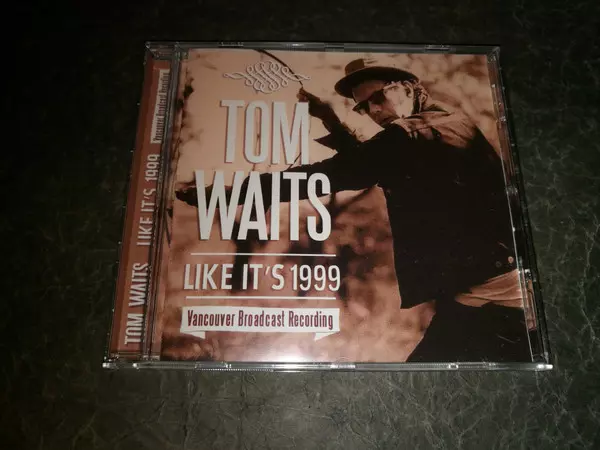 TOM
WAITS
LIKE IT'S 1999
Vancouver Broadcast Recording
TOM WAITS LIKE IT'S 1999